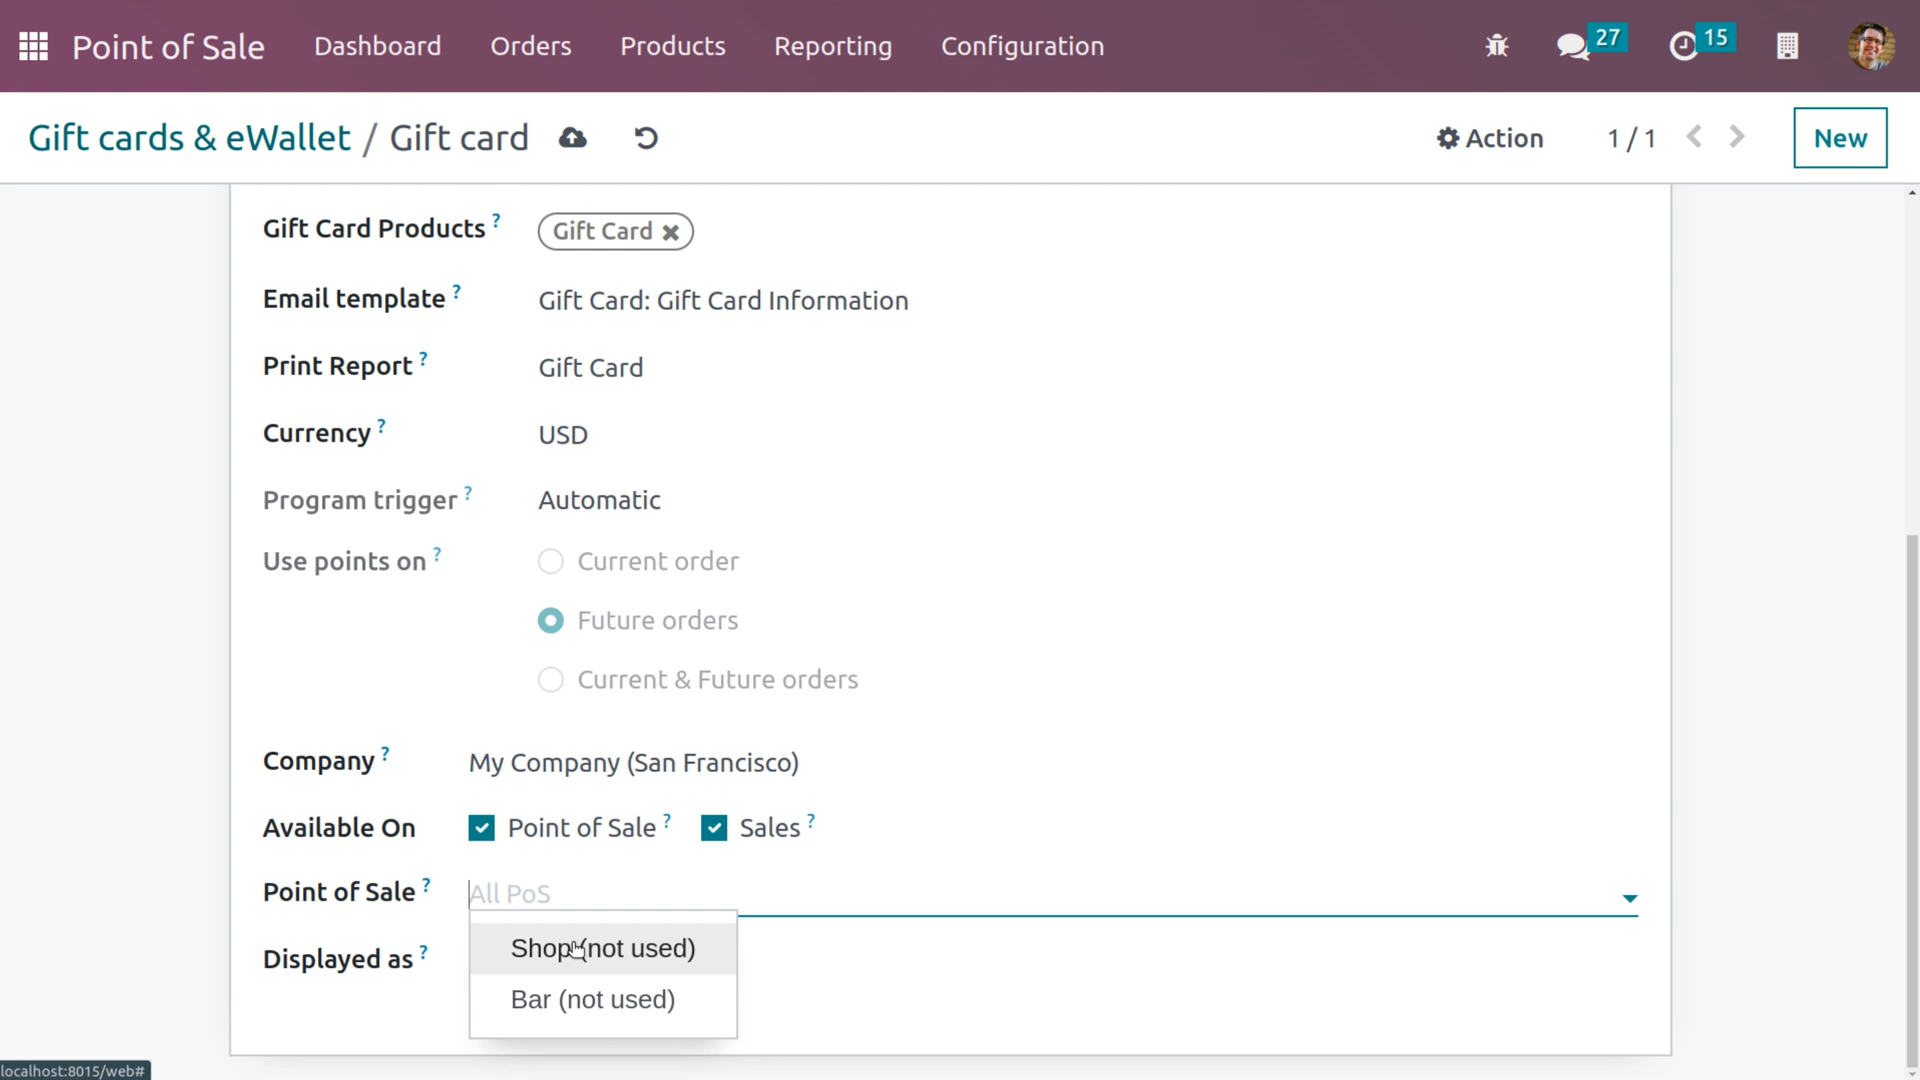 Point of Sale Dashboard Orders Products Reporting Configuration 27 15
Gift cards & eWallet / Gift card Action 1 / 1 New
Gift Card Products ? Gift Card
Email template ? Gift Card: Gift Card Information
Print Report ? Gift Card
Currency ? USD
Program trigger ? Automatic
Use points on ? Current order
Future orders
Current & Future orders
Company ? My Company (San Francisco)
Available On Point of Sale ? Sales ?
Point of Sale ? All PoS
Shop (not used)
Displayed as ?
Bar (not used)
localhost:8015/web#